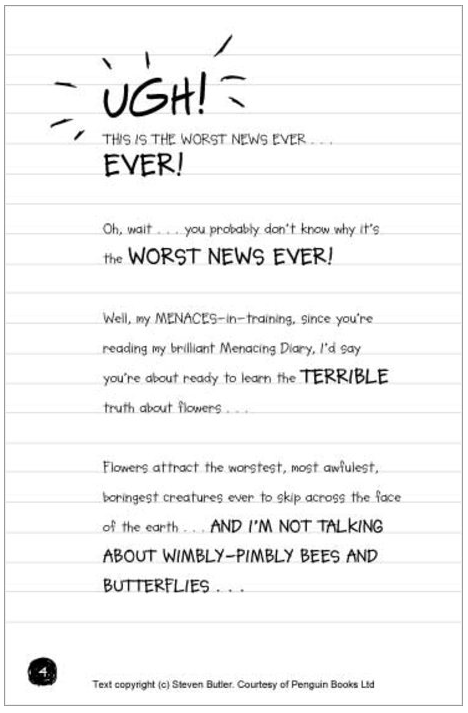 UGH!
THIS IS THE WORST NEWS EVER . . .
EVER!
Oh, wait . . . you probably don't know why it's
the WORST NEWS EVER!
Well, my MENACES-in-training, since you're
reading my brilliant Menacing Diary, I'd say
you're about ready to learn the TERRIBLE
truth about flowers . . .
Flowers attract the worstest, most awfulest,
boringest creatures ever to skip across the face
of the earth . . . AND I'M NOT TALKING
ABOUT WIMBLY-PIMBLY BEES AND
BUTTERFLIES . . .
4
Text copyright (c) Steven Butler. Courtesy of Penguin Books Ltd